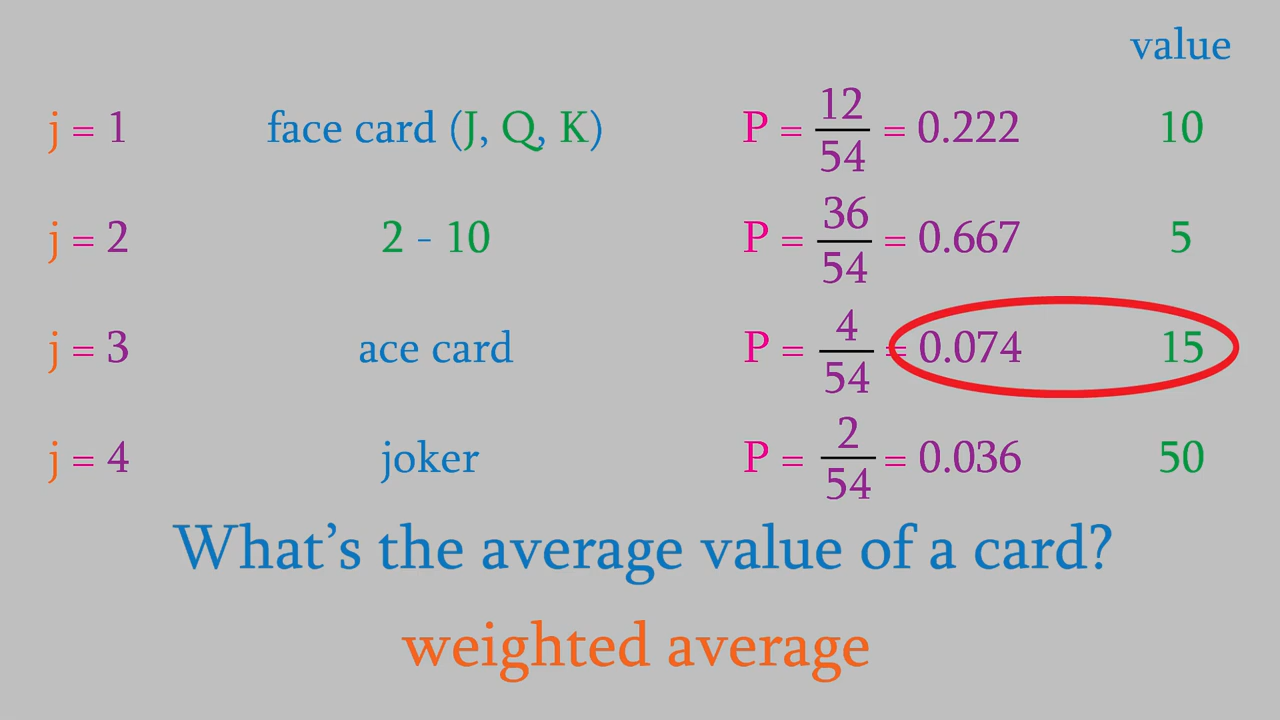 value
j = 1 face card (J, Q, K) P = 12/54 = 0.222 10
j = 2 2 - 10 P = 36/54 = 0.667 5
j = 3 ace card P = 4/54 = 0.074 15
j = 4 joker P = 2/54 = 0.036 50
What's the average value of a card?
weighted average